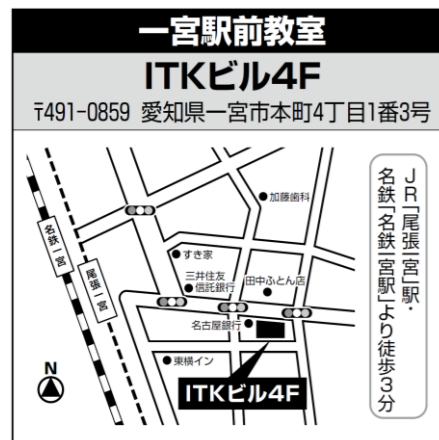 一宮駅前教室
ITKビル4F
〒491-0859 愛知県一宮市本町4丁目1番3号
JR「尾張一宮」駅・
名鉄「名鉄一宮駅」より徒歩3分
加藤歯科
名鉄一宮
尾張一宮
すき家
三井住友
信託銀行
田中ふとん店
名古屋銀行
東横イン
N
ITKビル4F